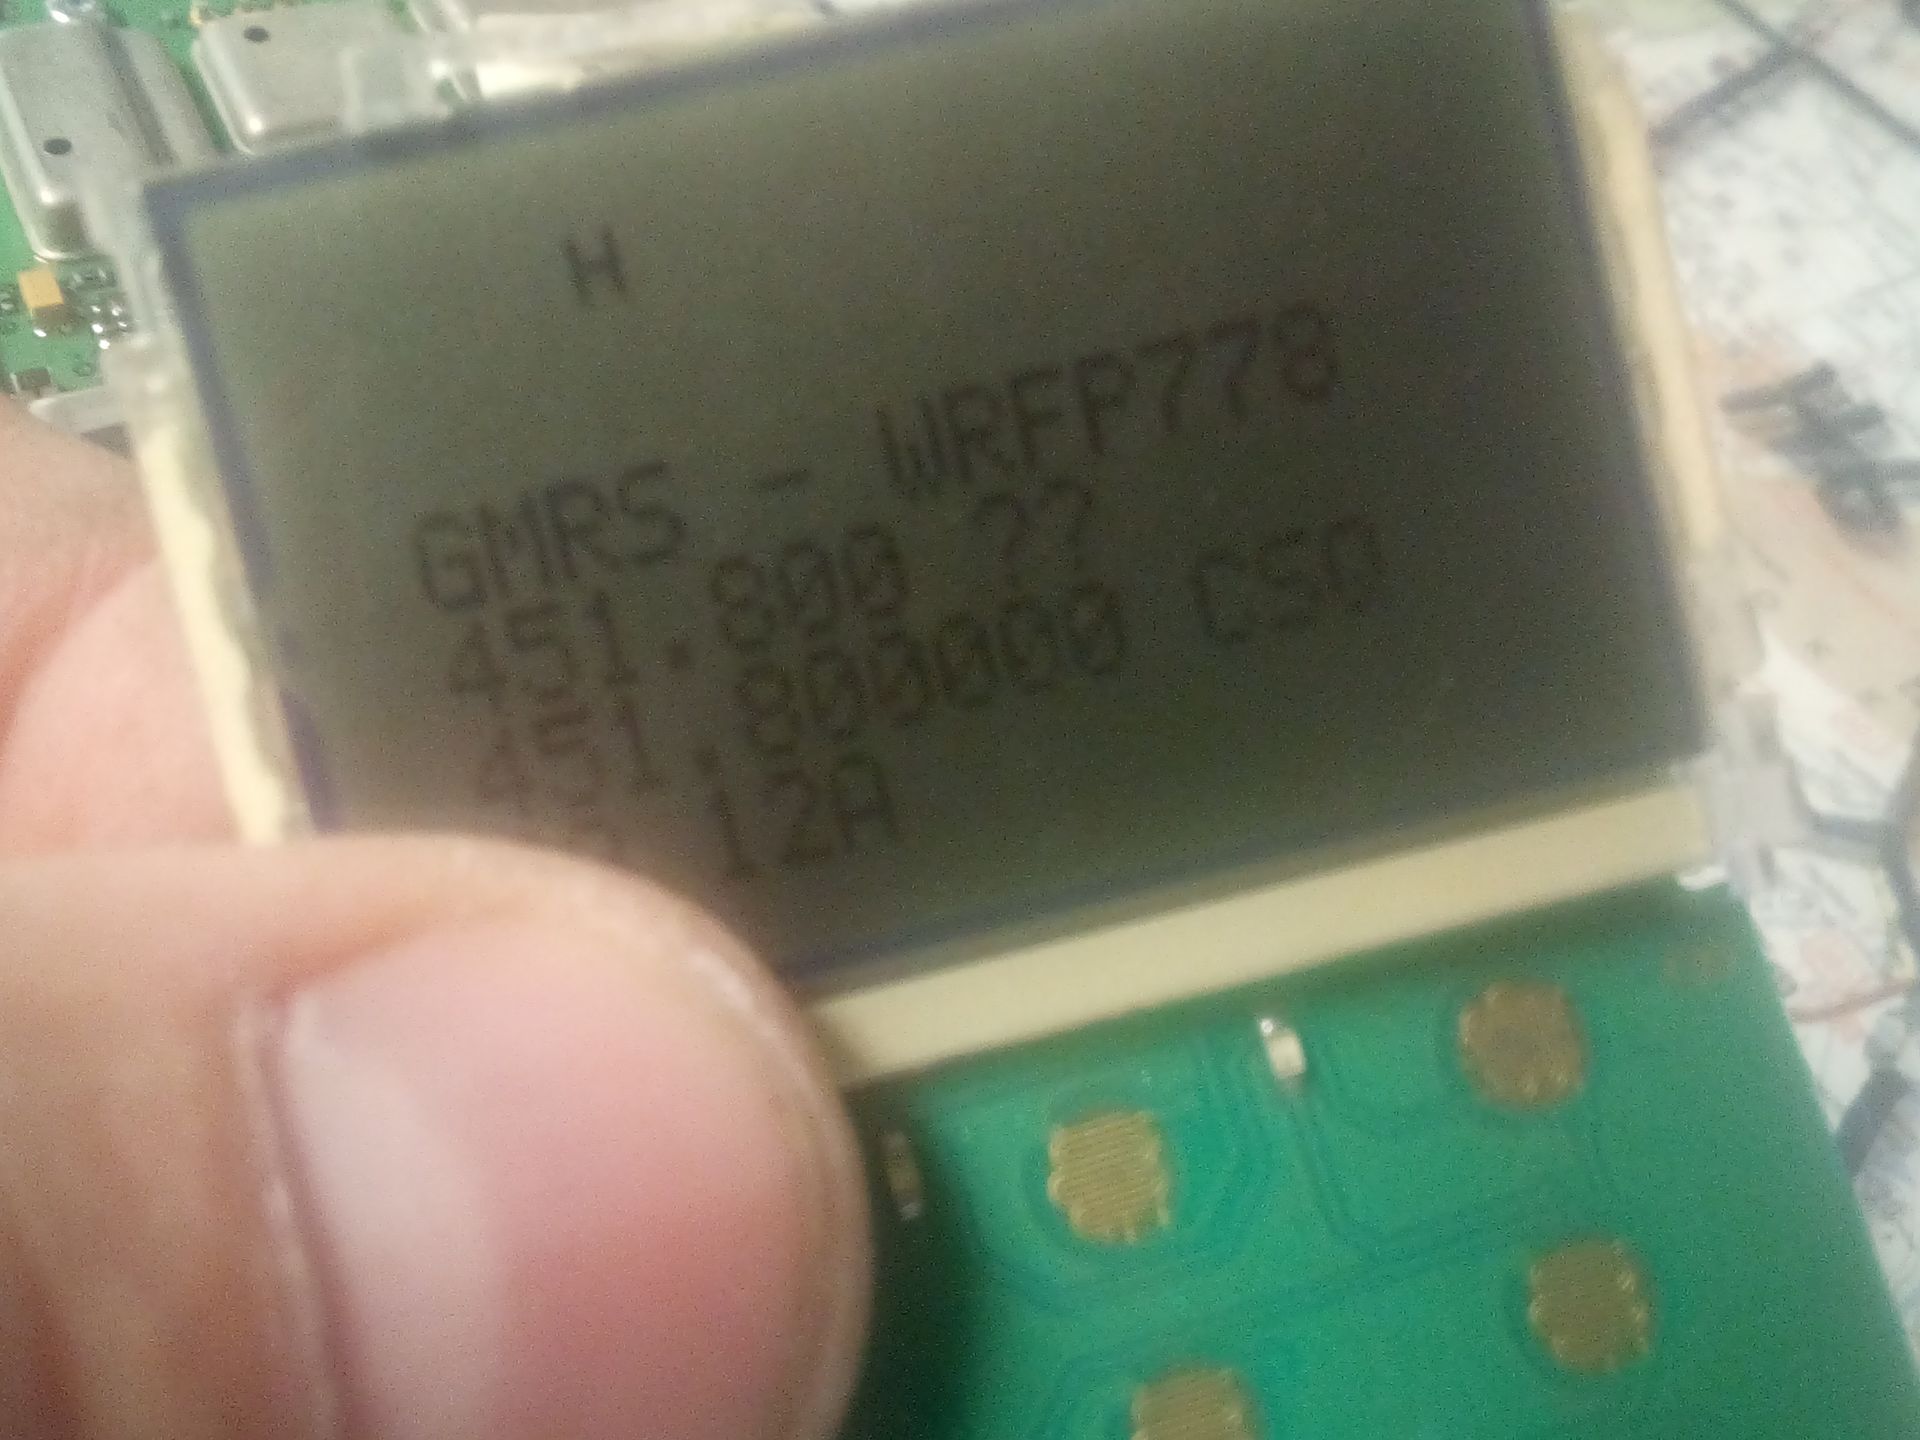 H
GMRS - WRFP778
451.800 ??
451.800000 CSQ
12A